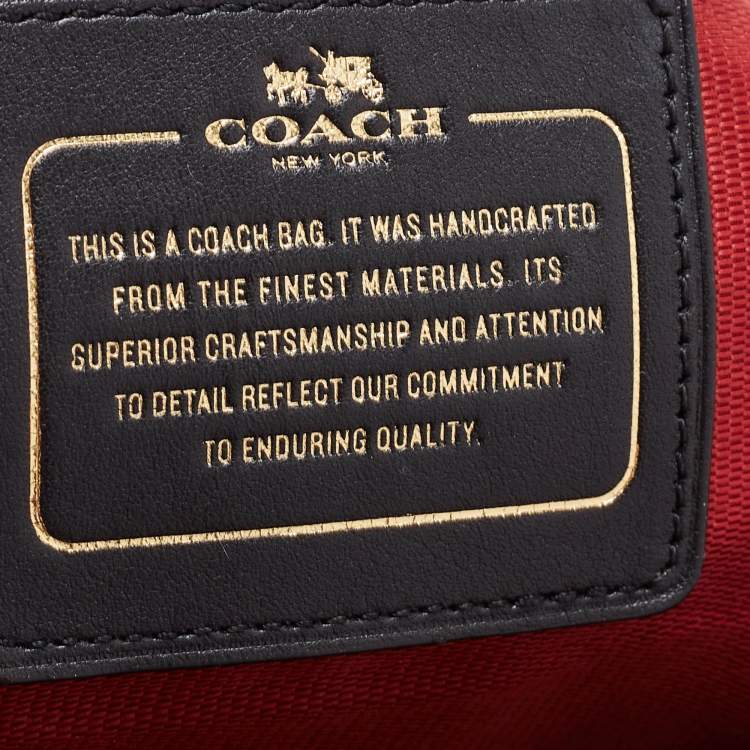 COACH
NEW YORK
THIS IS A COACH BAG. IT WAS HANDCRAFTED
FROM THE FINEST MATERIALS. ITS
SUPERIOR CRAFTSMANSHIP AND ATTENTION
TO DETAIL REFLECT OUR COMMITMENT
TO ENDURING QUALITY.